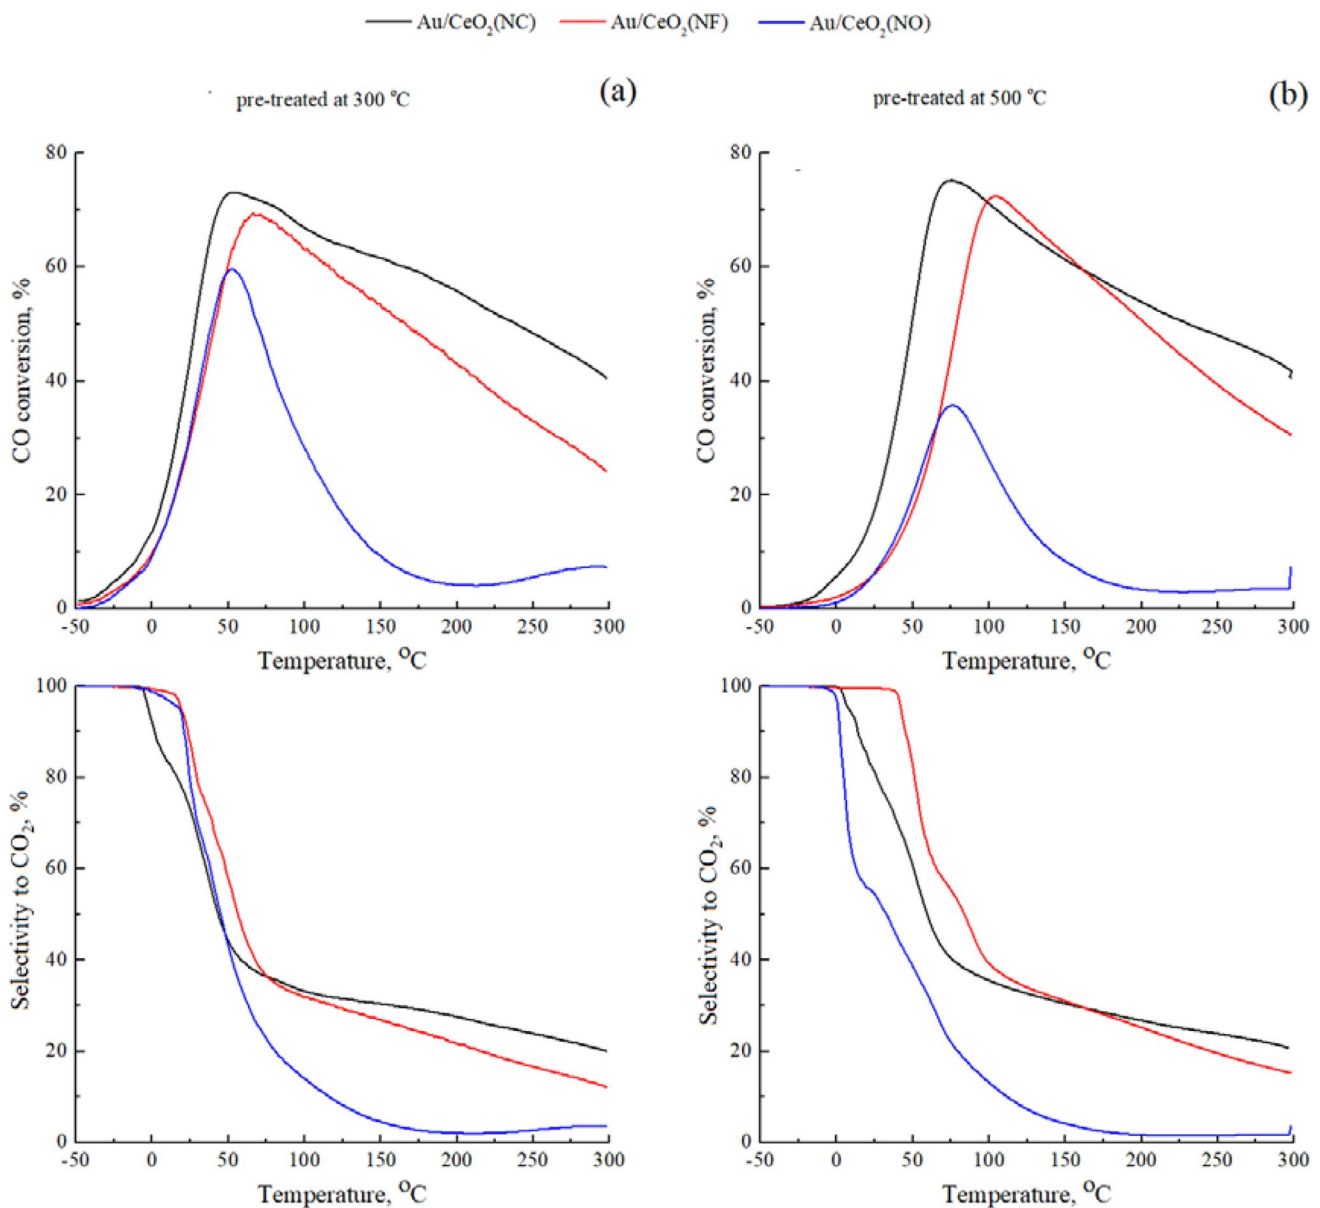 Au/CeO₂(NC) Au/CeO₂(NF) Au/CeO₂(NO)
pre-treated at 300 °C (a)
80
60
40
20
0
CO conversion, %
-50 0 50 100 150 200 250 300
Temperature, °C
pre-treated at 500 °C (b)
80
60
40
20
0
CO conversion, %
-50 0 50 100 150 200 250 300
Temperature, °C
100
80
60
40
20
0
Selectivity to CO₂, %
-50 0 50 100 150 200 250 300
Temperature, °C
100
80
60
40
20
0
Selectivity to CO₂, %
-50 0 50 100 150 200 250 300
Temperature, °C